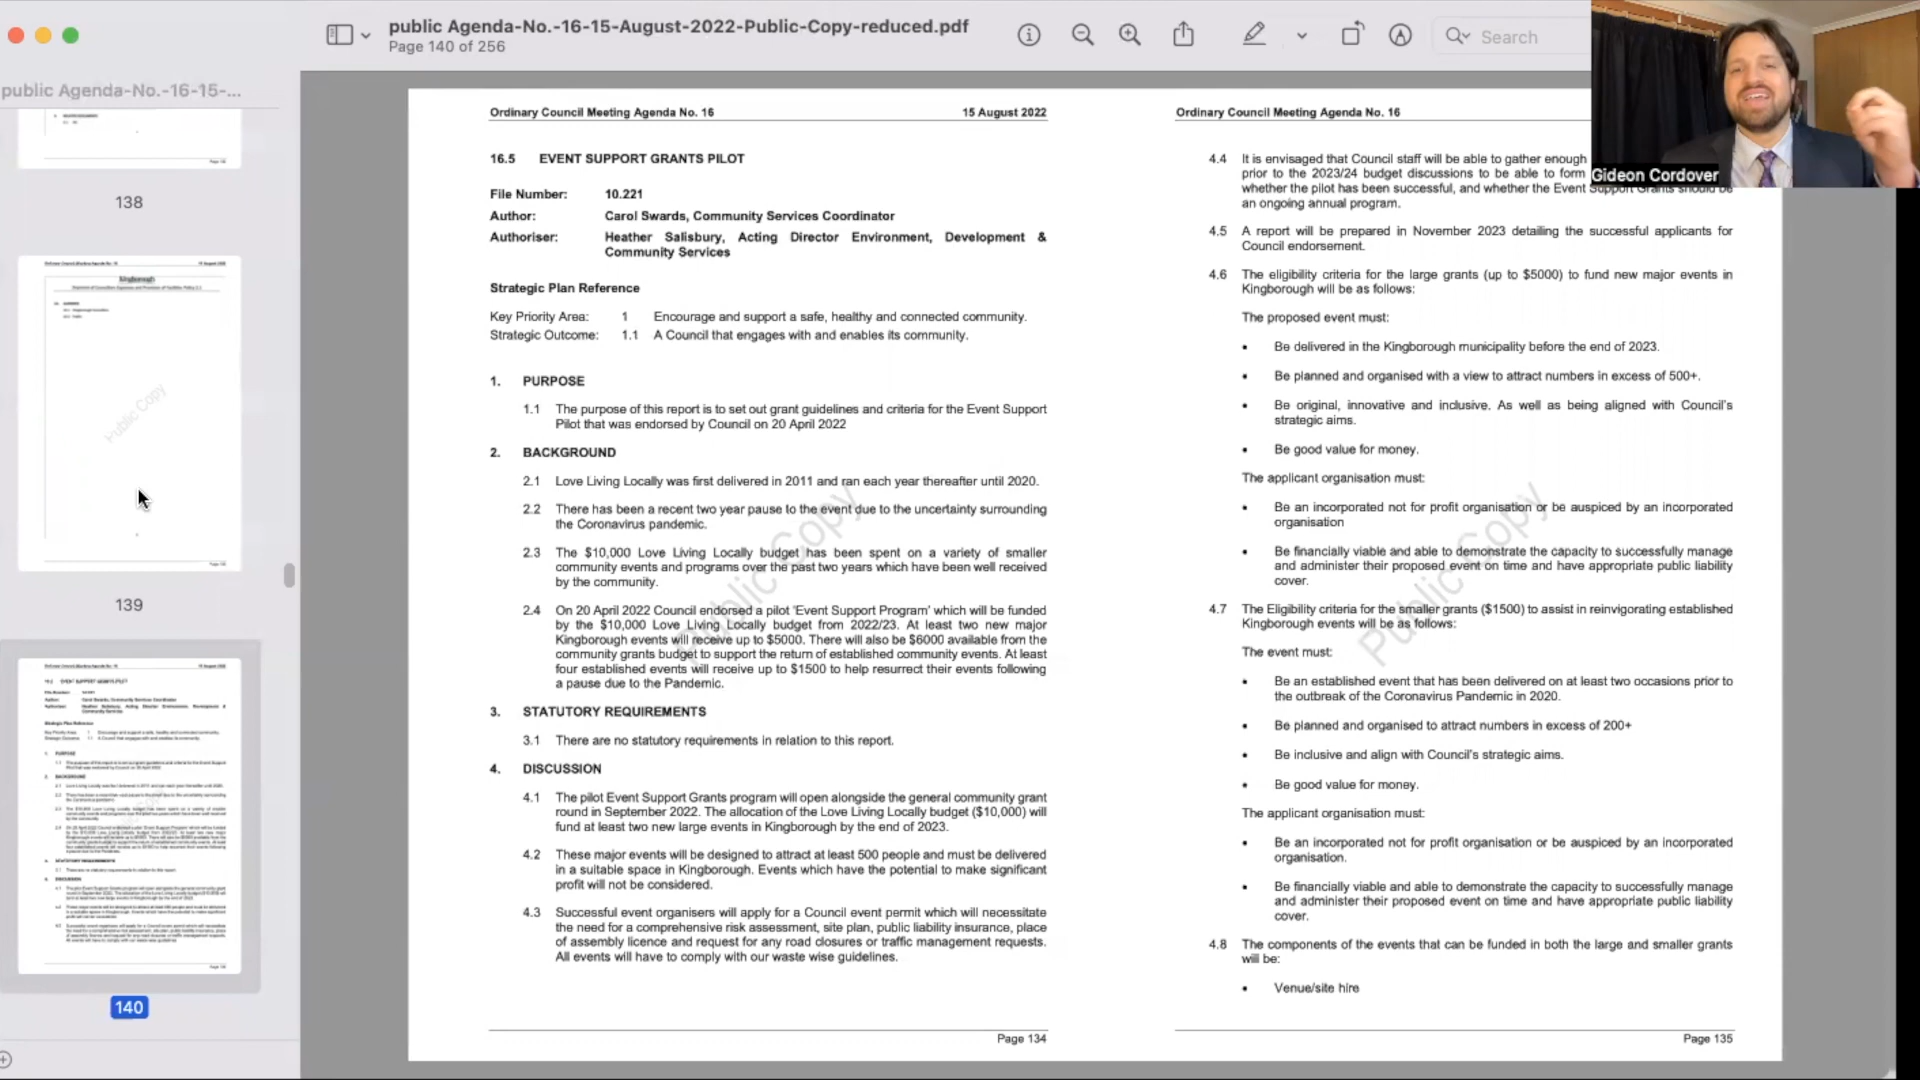 public Agenda-No.-16-15-August-2022-Public-Copy-reduced.pdf
Page 140 of 256
Search
public Agenda-No.-16-15-...
138
139
140
Gideon Cordover
Ordinary Council Meeting Agenda No. 16 15 August 2022
16.5 EVENT SUPPORT GRANTS PILOT
File Number: 10.221
Author: Carol Swards, Community Services Coordinator
Authoriser: Heather Salisbury, Acting Director Environment, Development &
Community Services
Strategic Plan Reference
Key Priority Area: 1 Encourage and support a safe, healthy and connected community.
Strategic Outcome: 1.1 A Council that engages with and enables its community.
1. PURPOSE
1.1 The purpose of this report is to set out grant guidelines and criteria for the Event Support
Pilot that was endorsed by Council on 20 April 2022
2. BACKGROUND
2.1 Love Living Locally was first delivered in 2011 and ran each year thereafter until 2020.
2.2 There has been a recent two year pause to the event due to the uncertainty surrounding
the Coronavirus pandemic.
2.3 The $10,000 Love Living Locally budget has been spent on a variety of smaller
community events and programs over the past two years which have been well received
by the community.
2.4 On 20 April 2022 Council endorsed a pilot 'Event Support Program' which will be funded
by the $10,000 Love Living Locally budget from 2022/23. At least two new major
Kingborough events will receive up to $5000. There will also be $6000 available from the
community grants budget to support the return of established community events. At least
four established events will receive up to $1500 to help resurrect their events following
a pause due to the Pandemic.
3. STATUTORY REQUIREMENTS
3.1 There are no statutory requirements in relation to this report.
4. DISCUSSION
4.1 The pilot Event Support Grants program will open alongside the general community grant
round in September 2022. The allocation of the Love Living Locally budget ($10,000) will
fund at least two new large events in Kingborough by the end of 2023.
4.2 These major events will be designed to attract at least 500 people and must be delivered
in a suitable space in Kingborough. Events which have the potential to make significant
profit will not be considered.
4.3 Successful event organisers will apply for a Council event permit which will necessitate
the need for a comprehensive risk assessment, site plan, public liability insurance, place
of assembly licence and request for any road closures or traffic management requests.
All events will have to comply with our waste wise guidelines.
Page 134
Public Copy
Ordinary Council Meeting Agenda No. 16
4.4 It is envisaged that Council staff will be able to gather enough
prior to the 2023/24 budget discussions to be able to form
whether the pilot has been successful, and whether the Event Support Grants should be
an ongoing annual program.
4.5 A report will be prepared in November 2023 detailing the successful applicants for
Council endorsement.
4.6 The eligibility criteria for the large grants (up to $5000) to fund new major events in
Kingborough will be as follows:
The proposed event must:
• Be delivered in the Kingborough municipality before the end of 2023.
• Be planned and organised with a view to attract numbers in excess of 500+.
• Be original, innovative and inclusive. As well as being aligned with Council's
strategic aims.
• Be good value for money.
The applicant organisation must:
• Be an incorporated not for profit organisation or be auspiced by an incorporated
organisation
• Be financially viable and able to demonstrate the capacity to successfully manage
and administer their proposed event on time and have appropriate public liability
cover.
4.7 The Eligibility criteria for the smaller grants ($1500) to assist in reinvigorating established
Kingborough events will be as follows:
The event must:
• Be an established event that has been delivered on at least two occasions prior to
the outbreak of the Coronavirus Pandemic in 2020.
• Be planned and organised to attract numbers in excess of 200+
• Be inclusive and align with Council's strategic aims.
• Be good value for money.
The applicant organisation must:
• Be an incorporated not for profit organisation or be auspiced by an incorporated
organisation.
• Be financially viable and able to demonstrate the capacity to successfully manage
and administer their proposed event on time and have appropriate public liability
cover.
4.8 The components of the events that can be funded in both the large and smaller grants
will be:
• Venue/site hire
Page 135
Public Copy